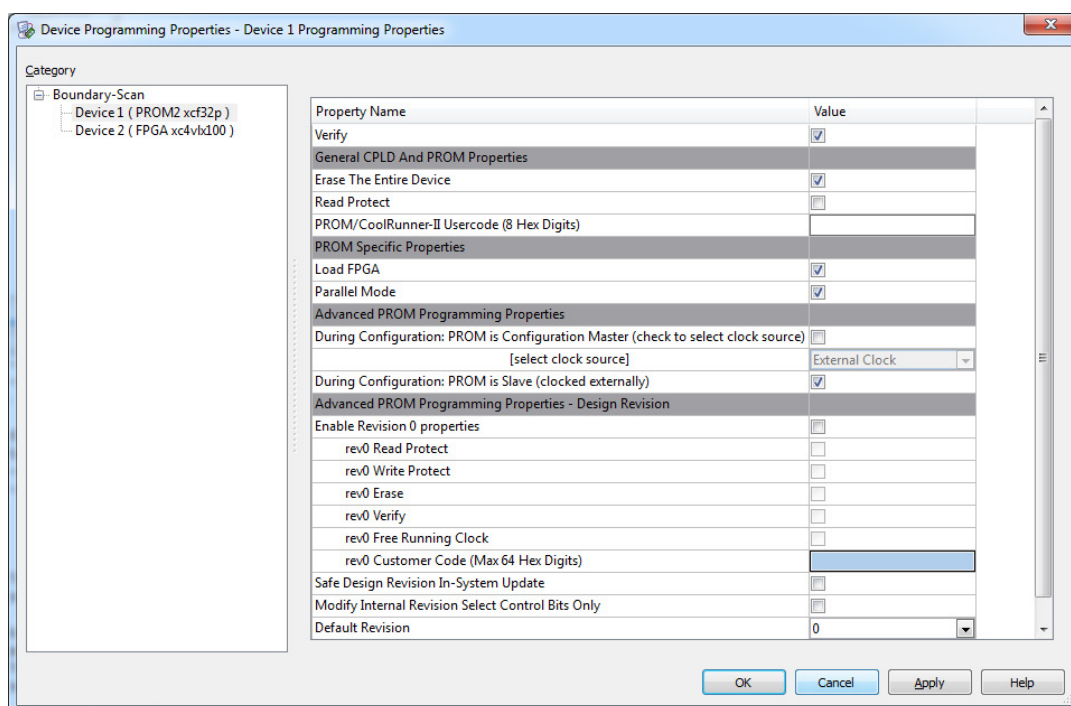 Device Programming Properties - Device 1 Programming Properties
Category
Boundary-Scan
Device 1 ( PROM2 xcf32p )
Device 2 ( FPGA xc4vlx100 )
Property Name Value
Verify
General CPLD And PROM Properties
Erase The Entire Device
Read Protect
PROM/CoolRunner-II Usercode (8 Hex Digits)
PROM Specific Properties
Load FPGA
Parallel Mode
Advanced PROM Programming Properties
During Configuration: PROM is Configuration Master (check to select clock source)
[select clock source] External Clock
During Configuration: PROM is Slave (clocked externally)
Advanced PROM Programming Properties - Design Revision
Enable Revision 0 properties
rev0 Read Protect
rev0 Write Protect
rev0 Erase
rev0 Verify
rev0 Free Running Clock
rev0 Customer Code (Max 64 Hex Digits)
Safe Design Revision In-System Update
Modify Internal Revision Select Control Bits Only
Default Revision 0
OK Cancel Apply Help